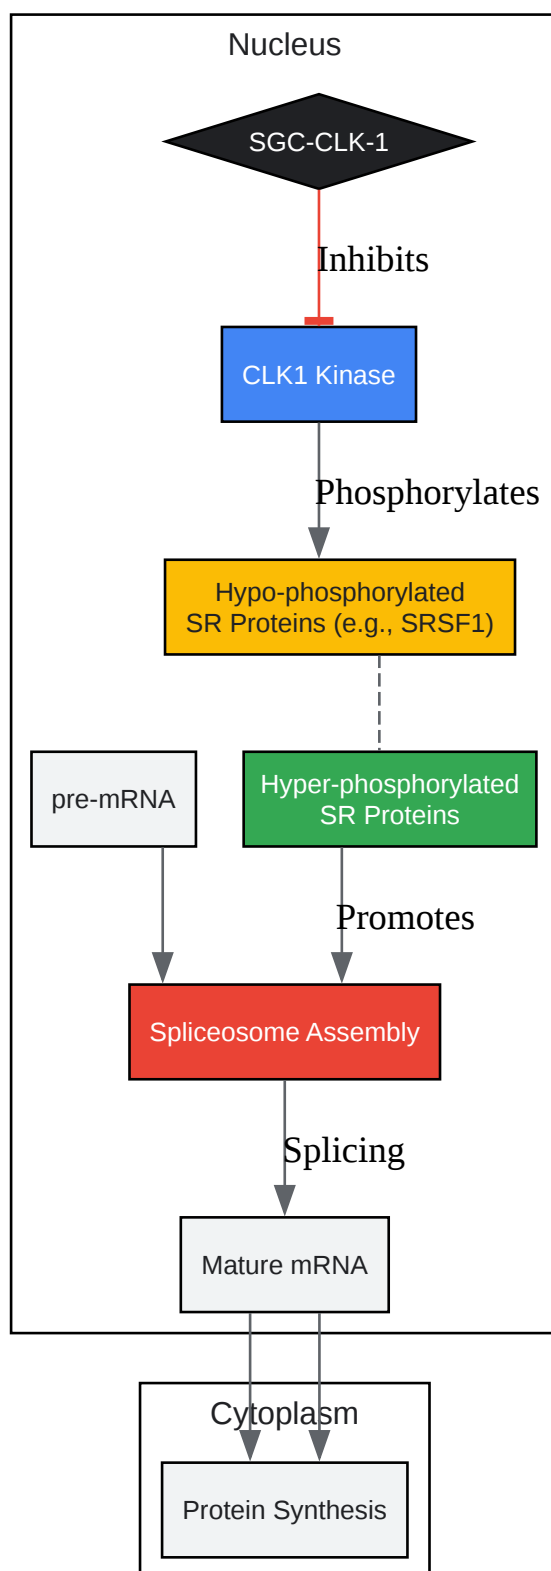 Nucleus
SGC-CLK-1
Inhibits
CLK1 Kinase
Phosphorylates
Hypo-phosphorylated
SR Proteins (e.g., SRSF1)
pre-mRNA
Hyper-phosphorylated
SR Proteins
Promotes
Spliceosome Assembly
Splicing
Mature mRNA
Cytoplasm
Protein Synthesis